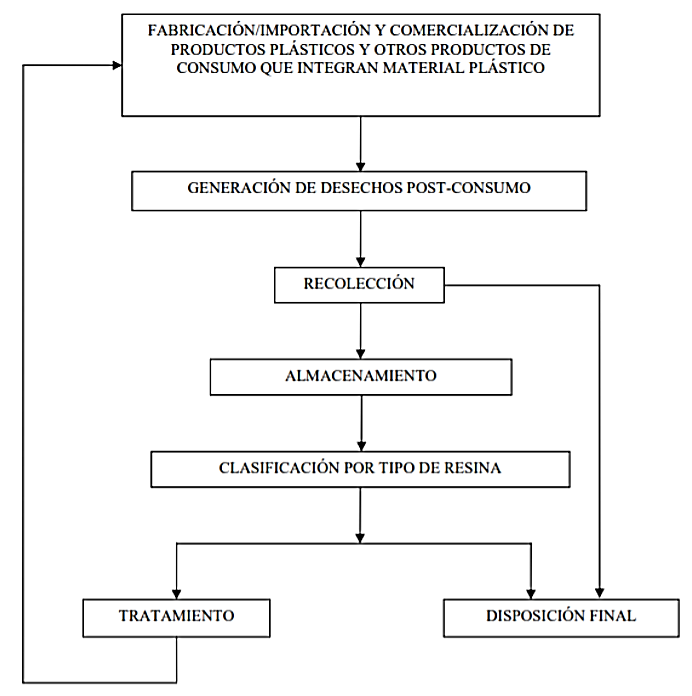 FABRICACIÓN/IMPORTACIÓN Y COMERCIALIZACIÓN DE
PRODUCTOS PLÁSTICOS Y OTROS PRODUCTOS DE
CONSUMO QUE INTEGRAN MATERIAL PLÁSTICO
GENERACIÓN DE DESECHOS POST-CONSUMO
RECOLECCIÓN
ALMACENAMIENTO
CLASIFICACIÓN POR TIPO DE RESINA
TRATAMIENTO
DISPOSICIÓN FINAL